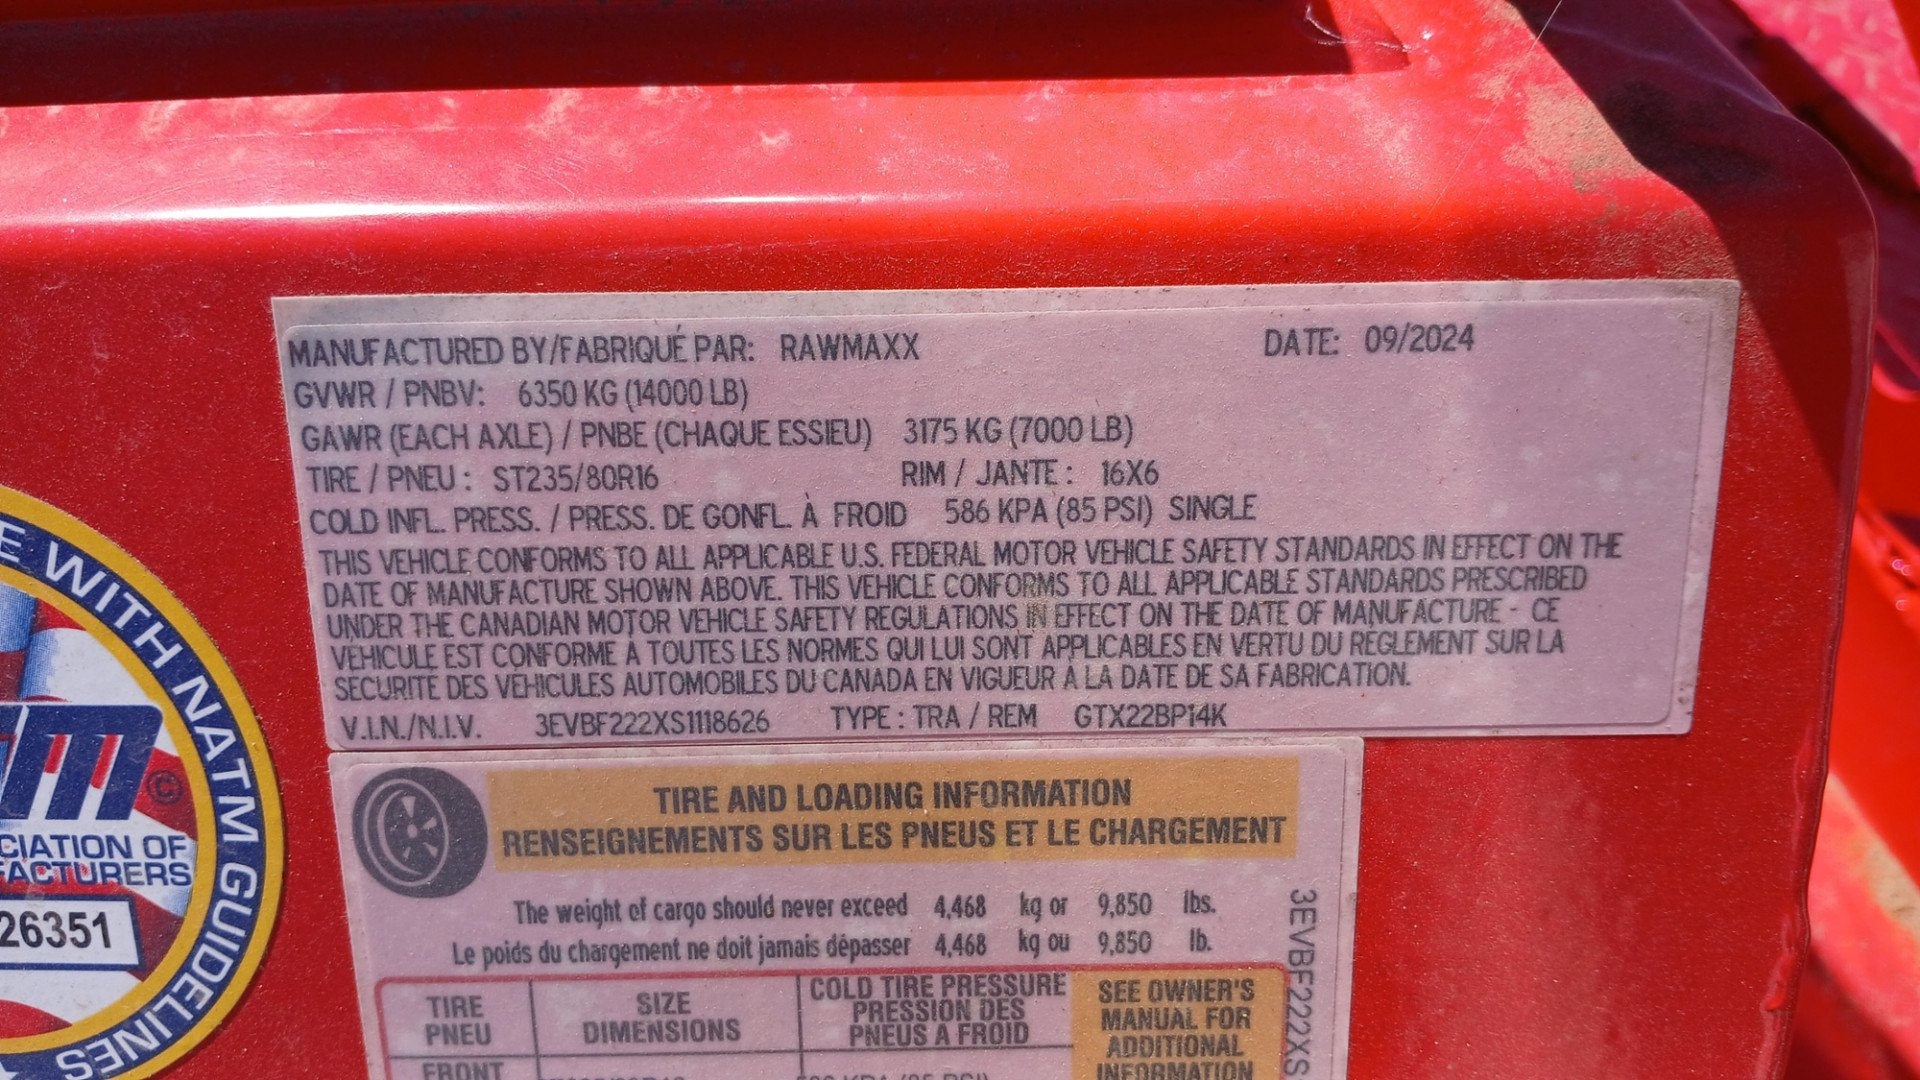 MANUFACTURED BY/FABRIQUÉ PAR: RAWMAXX DATE: 09/2024
GVWR / PNBV: 6350 KG (14000 LB)
GAWR (EACH AXLE) / PNBE (CHAQUE ESSIEU) 3175 KG (7000 LB)
TIRE / PNEU : ST235/80R16 RIM / JANTE : 16X6
COLD INFL. PRESS. / PRESS. DE GONFL. À FROID 586 KPA (85 PSI) SINGLE
THIS VEHICLE CONFORMS TO ALL APPLICABLE U.S. FEDERAL MOTOR VEHICLE SAFETY STANDARDS IN EFFECT ON THE
DATE OF MANUFACTURE SHOWN ABOVE. THIS VEHICLE CONFORMS TO ALL APPLICABLE STANDARDS PRESCRIBED
UNDER THE CANADIAN MOTOR VEHICLE SAFETY REGULATIONS IN EFFECT ON THE DATE OF MANUFACTURE - CE
VEHICULE EST CONFORME A TOUTES LES NORMES QUI LUI SONT APPLICABLES EN VERTU DU REGLEMENT SUR LA
SECURITE DES VEHICULES AUTOMOBILES DU CANADA EN VIGUEUR A LA DATE DE SA FABRICATION.
V.I.N./N.I.V. 3EVBF222XS1118626 TYPE : TRA / REM GTX22BP14K
TIRE AND LOADING INFORMATION
RENSEIGNEMENTS SUR LES PNEUS ET LE CHARGEMENT
The weight of cargo should never exceed 4,468 kg or 9,850 lbs.
Le poids du chargement ne doit jamais dépasser 4,468 kg ou 9,850 lb.
TIRE
PNEU
SIZE
DIMENSIONS
COLD TIRE PRESSURE
PRESSION DES
PNEUS A FROID
SEE OWNER'S
MANUAL FOR
ADDITIONAL
INFORMATION
FRONT
3EVBF222XS
WITH NATM GUIDELINES
©
CIATION OF
FACTURERS
26351